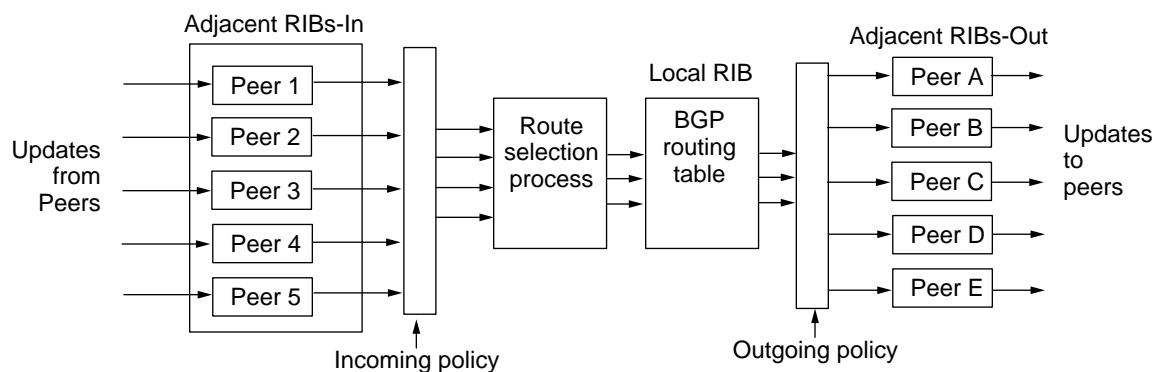 Adjacent RIBs-In
Updates
from
Peers
Peer 1
Peer 2
Peer 3
Peer 4
Peer 5
Incoming policy
Route
selection
process
Local RIB
BGP
routing
table
Outgoing policy
Adjacent RIBs-Out
Peer A
Peer B
Peer C
Peer D
Peer E
Updates
to
peers